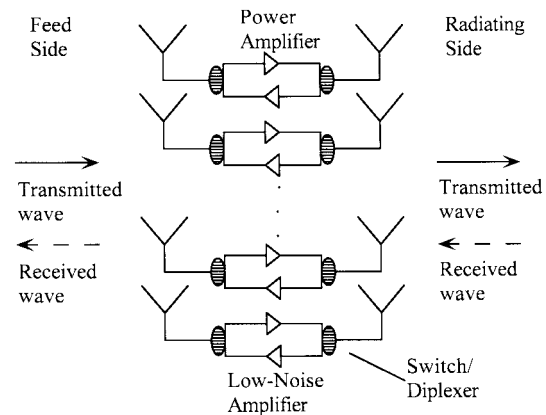 Feed
Side
Power
Amplifier
Radiating
Side
Transmitted
wave
Received
wave
Transmitted
wave
Received
wave
Low-Noise
Amplifier
Switch/
Diplexer